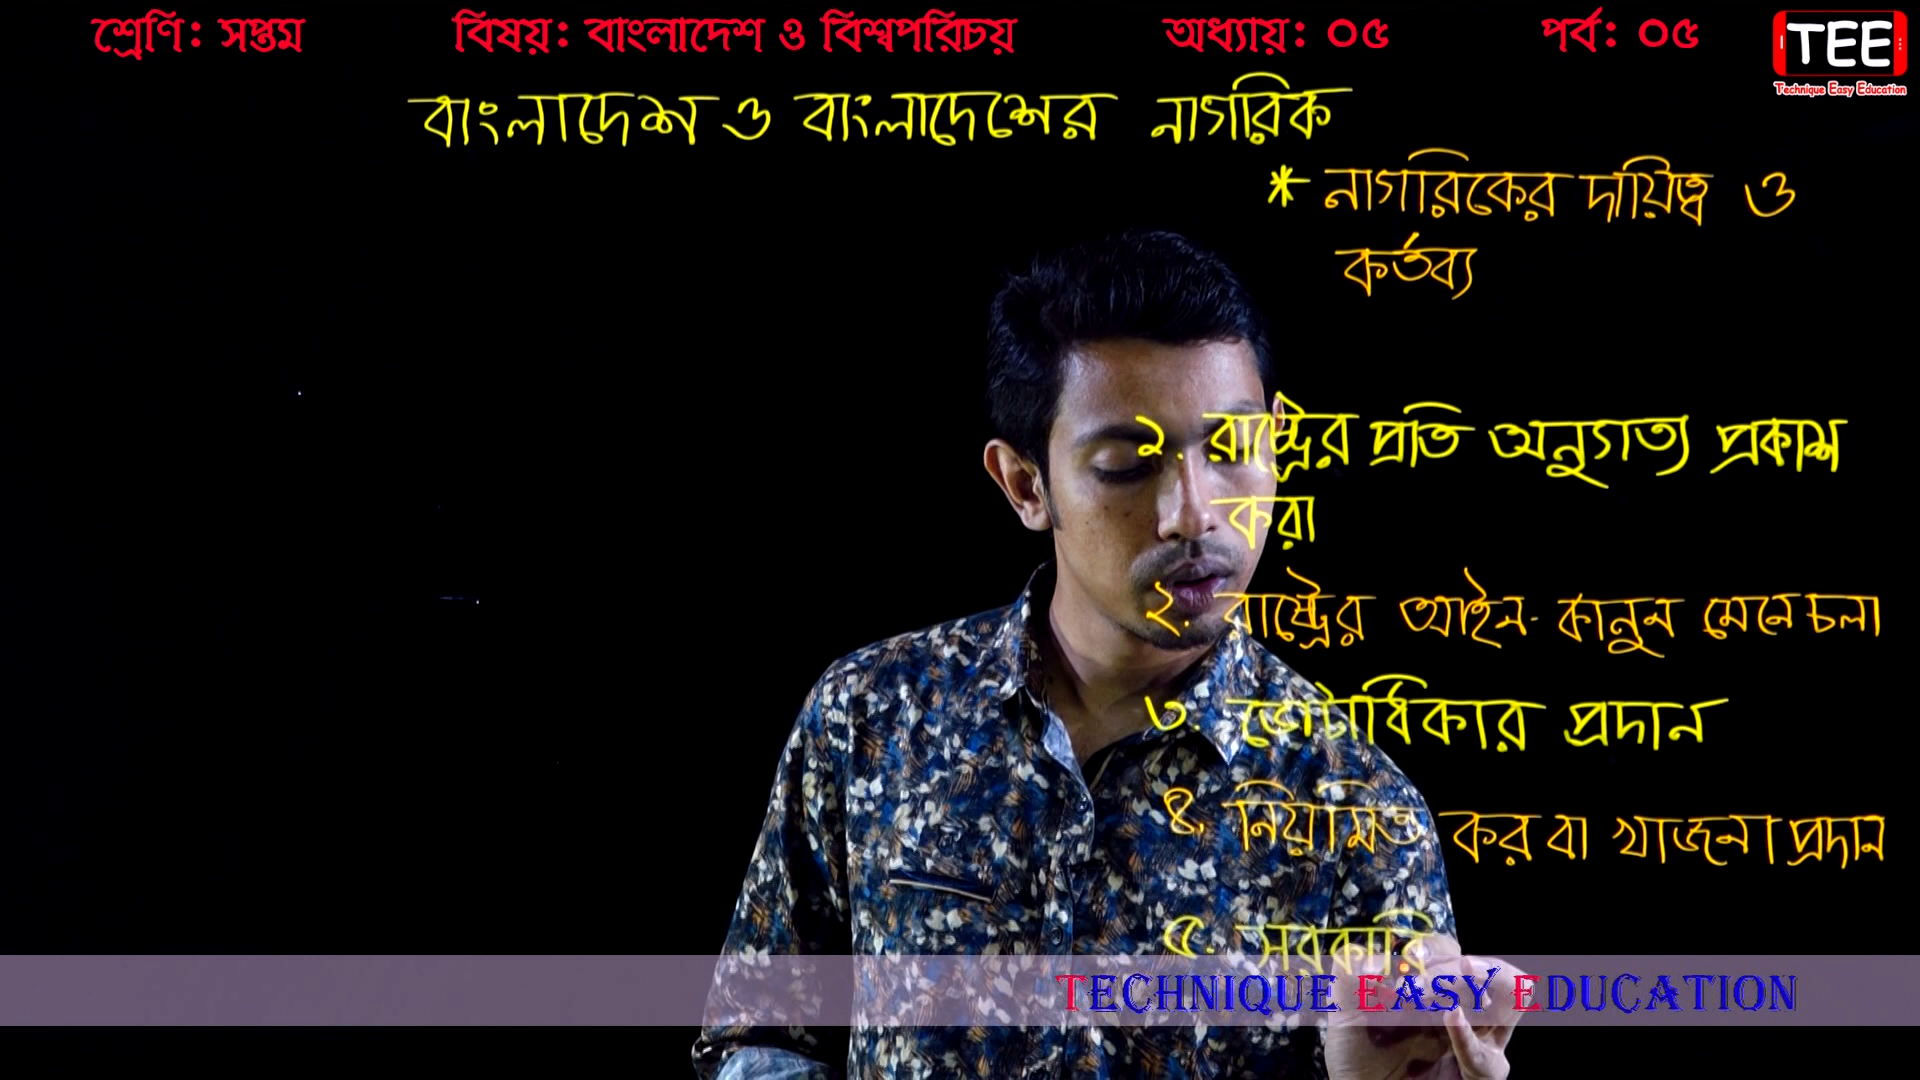 শ্রেণি: সপ্তম বিষয়: বাংলাদেশ ও বিশ্বপরিচয় অধ্যায়: ০৫ পর্ব: ০৫
TEE
Technique Easy Education
বাংলাদেশ ও বাংলাদেশের নাগরিক
* নাগরিকের দায়িত্ব ও
কর্তব্য
১. রাষ্ট্রের প্রতি অনুগত্য প্রকাশ
করা
২. রাষ্ট্রের আইন-কানুন মেনে চলা
৩. ভোটাধিকার প্রদান
৪. নিয়মিত কর বা খাজনা প্রদান
৫. সরকারি
TECHNIQUE EASY EDUCATION